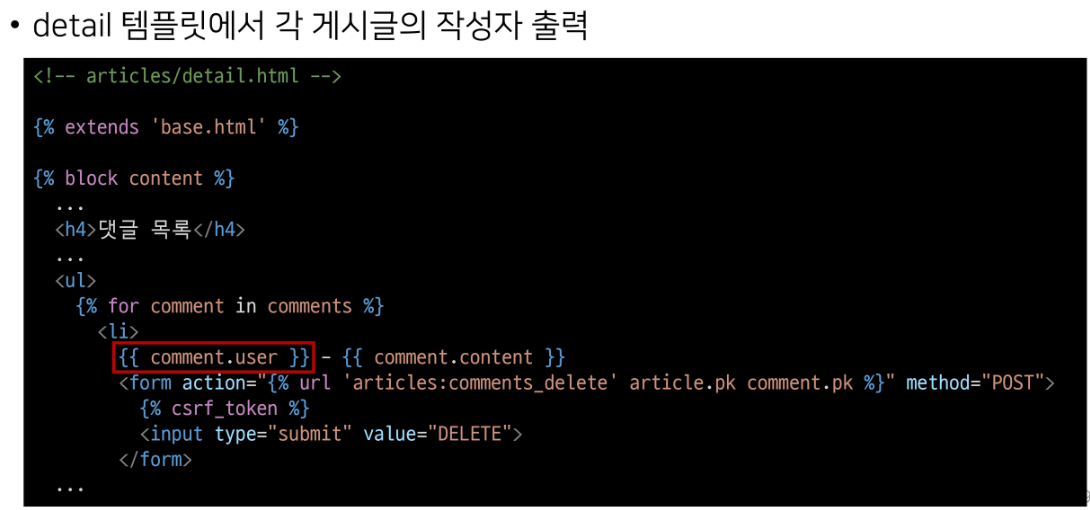 • detail 템플릿에서 각 게시글의 작성자 출력
<!-- articles/detail.html -->
{% extends 'base.html' %}
{% block content %}
...
<h4>댓글 목록</h4>
...
<ul>
{% for comment in comments %}
<li>
{{ comment.user }} - {{ comment.content }}
<form action="{% url 'articles:comments_delete' article.pk comment.pk %}" method="POST">
{% csrf_token %}
<input type="submit" value="DELETE">
</form>
...